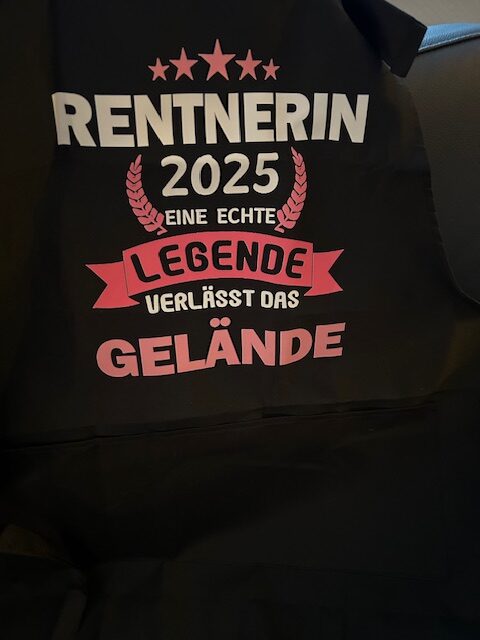 RENTNERIN
2025
EINE ECHTE
LEGENDE
VERLÄSST DAS
GELÄNDE